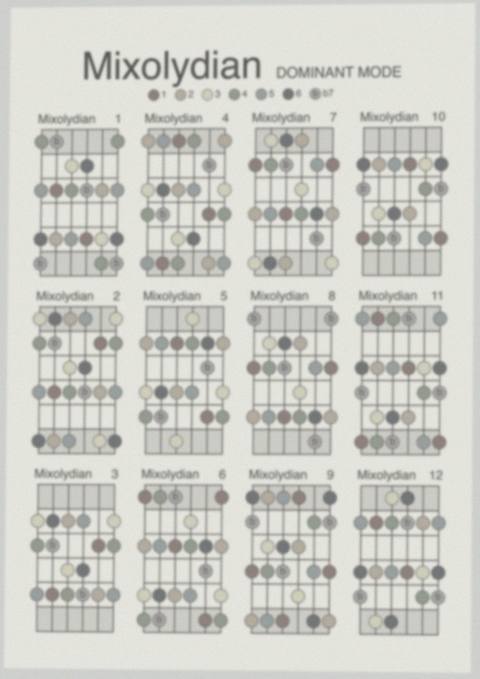 Mixolydian DOMINANT MODE
1 2 3 4 5 6 b7
Mixolydian 1
Mixolydian 4
Mixolydian 7
Mixolydian 10
Mixolydian 2
Mixolydian 5
Mixolydian 8
Mixolydian 11
Mixolydian 3
Mixolydian 6
Mixolydian 9
Mixolydian 12